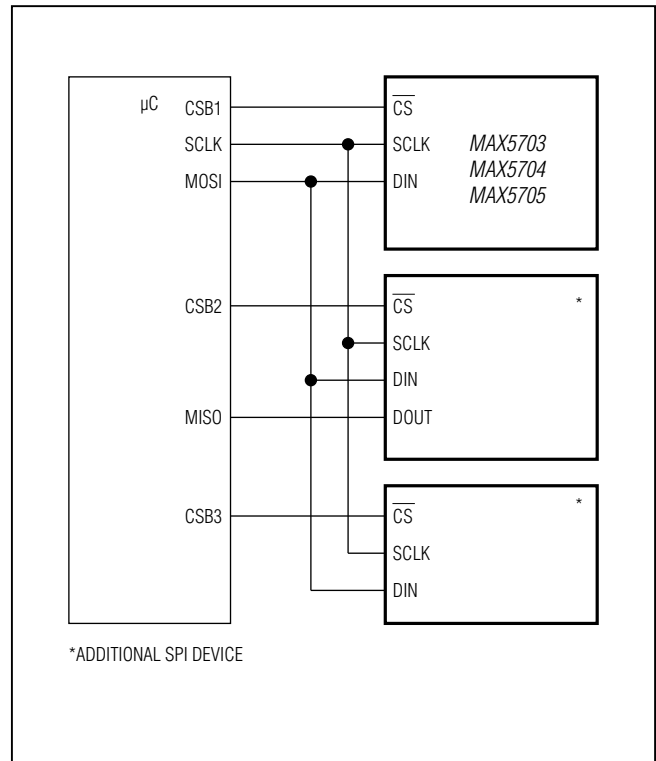 µC
CSB1
SCLK
MOSI
CSB2
MISO
CSB3
CS
SCLK
DIN
MAX5703
MAX5704
MAX5705
CS
*
SCLK
DIN
DOUT
CS
*
SCLK
DIN
*ADDITIONAL SPI DEVICE